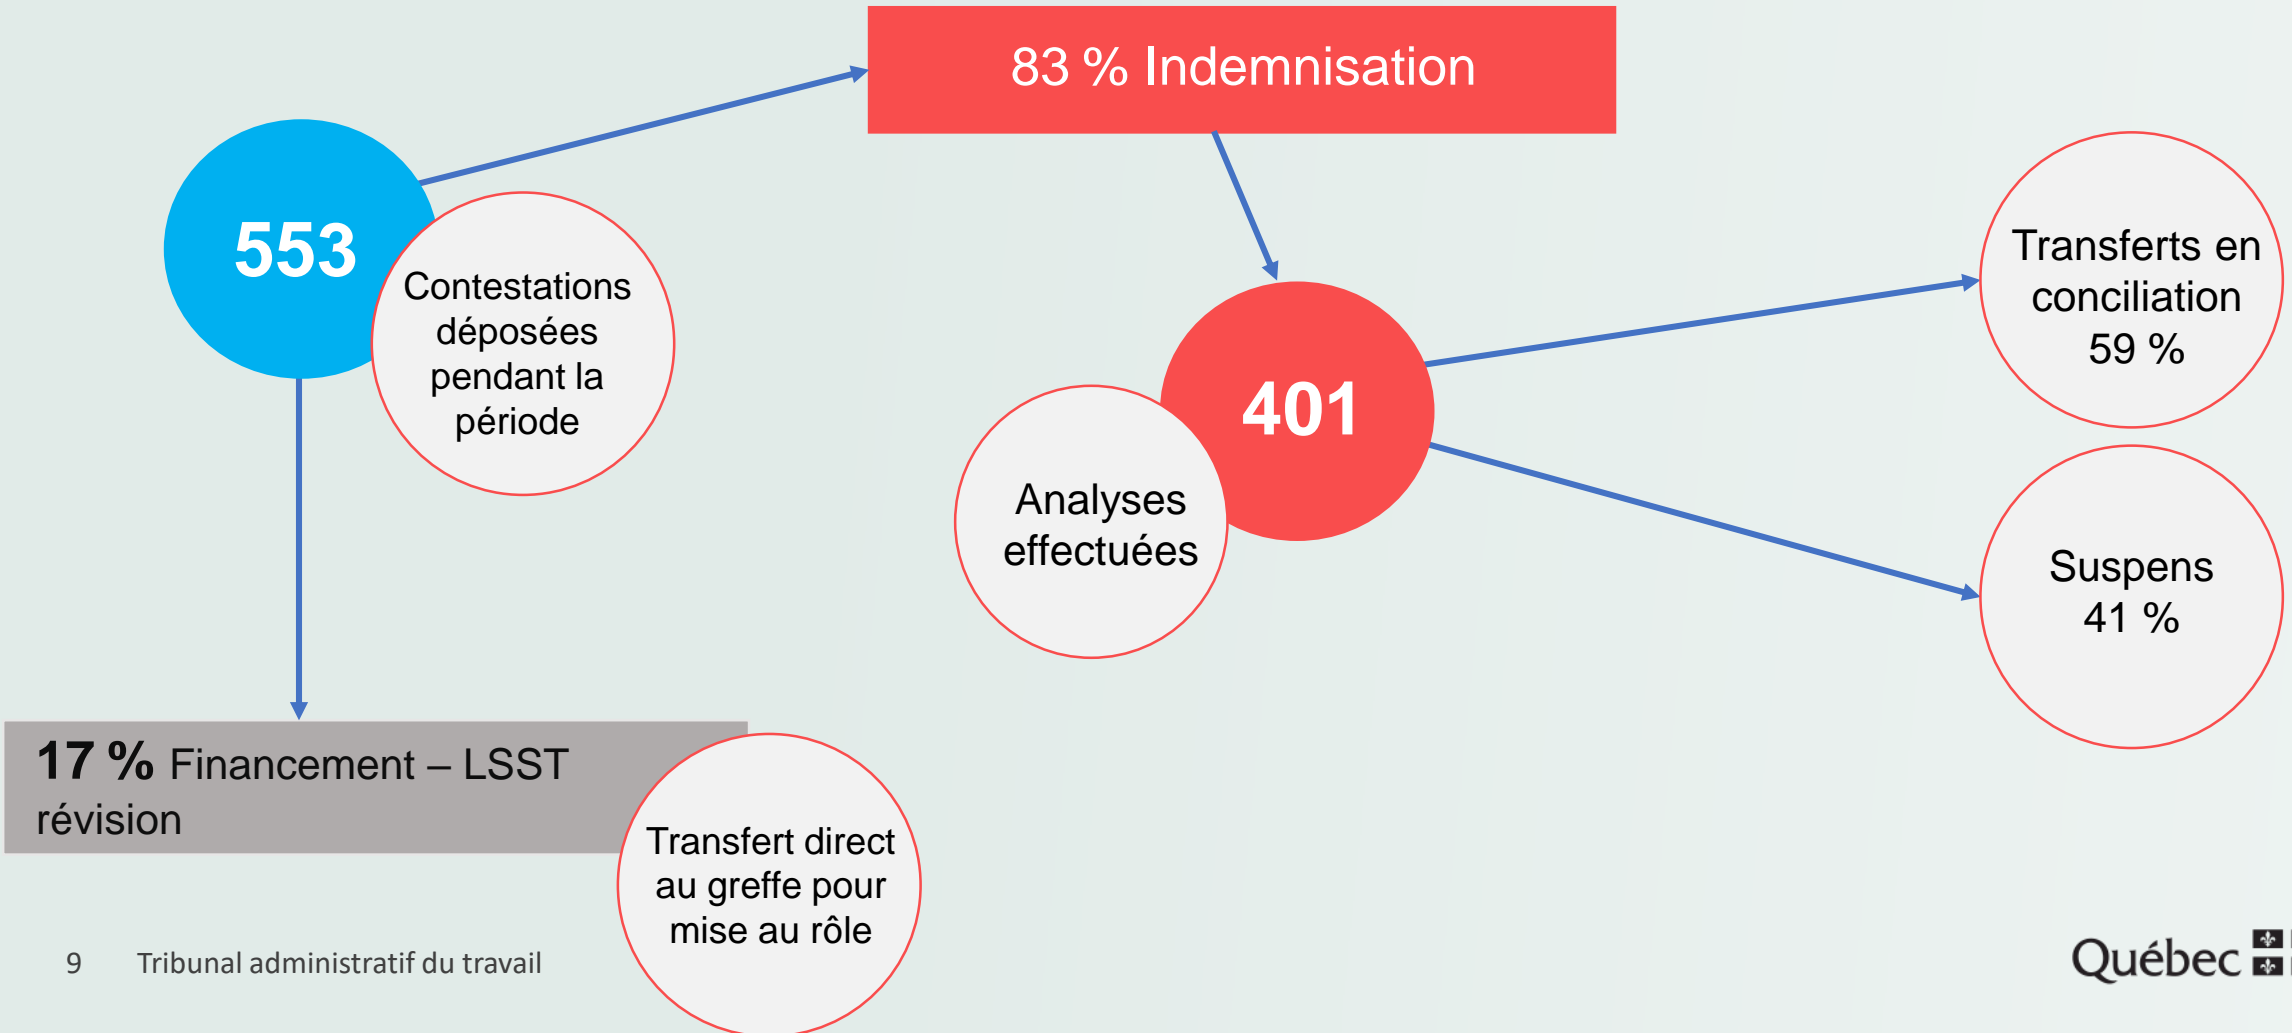 83 % Indemnisation
553
Contestations
déposées
pendant la
période
401
Analyses
effectuées
Transferts en
conciliation
59 %
Suspens
41 %
17 % Financement – LSST
révision
Transfert direct
au greffe pour
mise au rôle
9 Tribunal administratif du travail
Québec